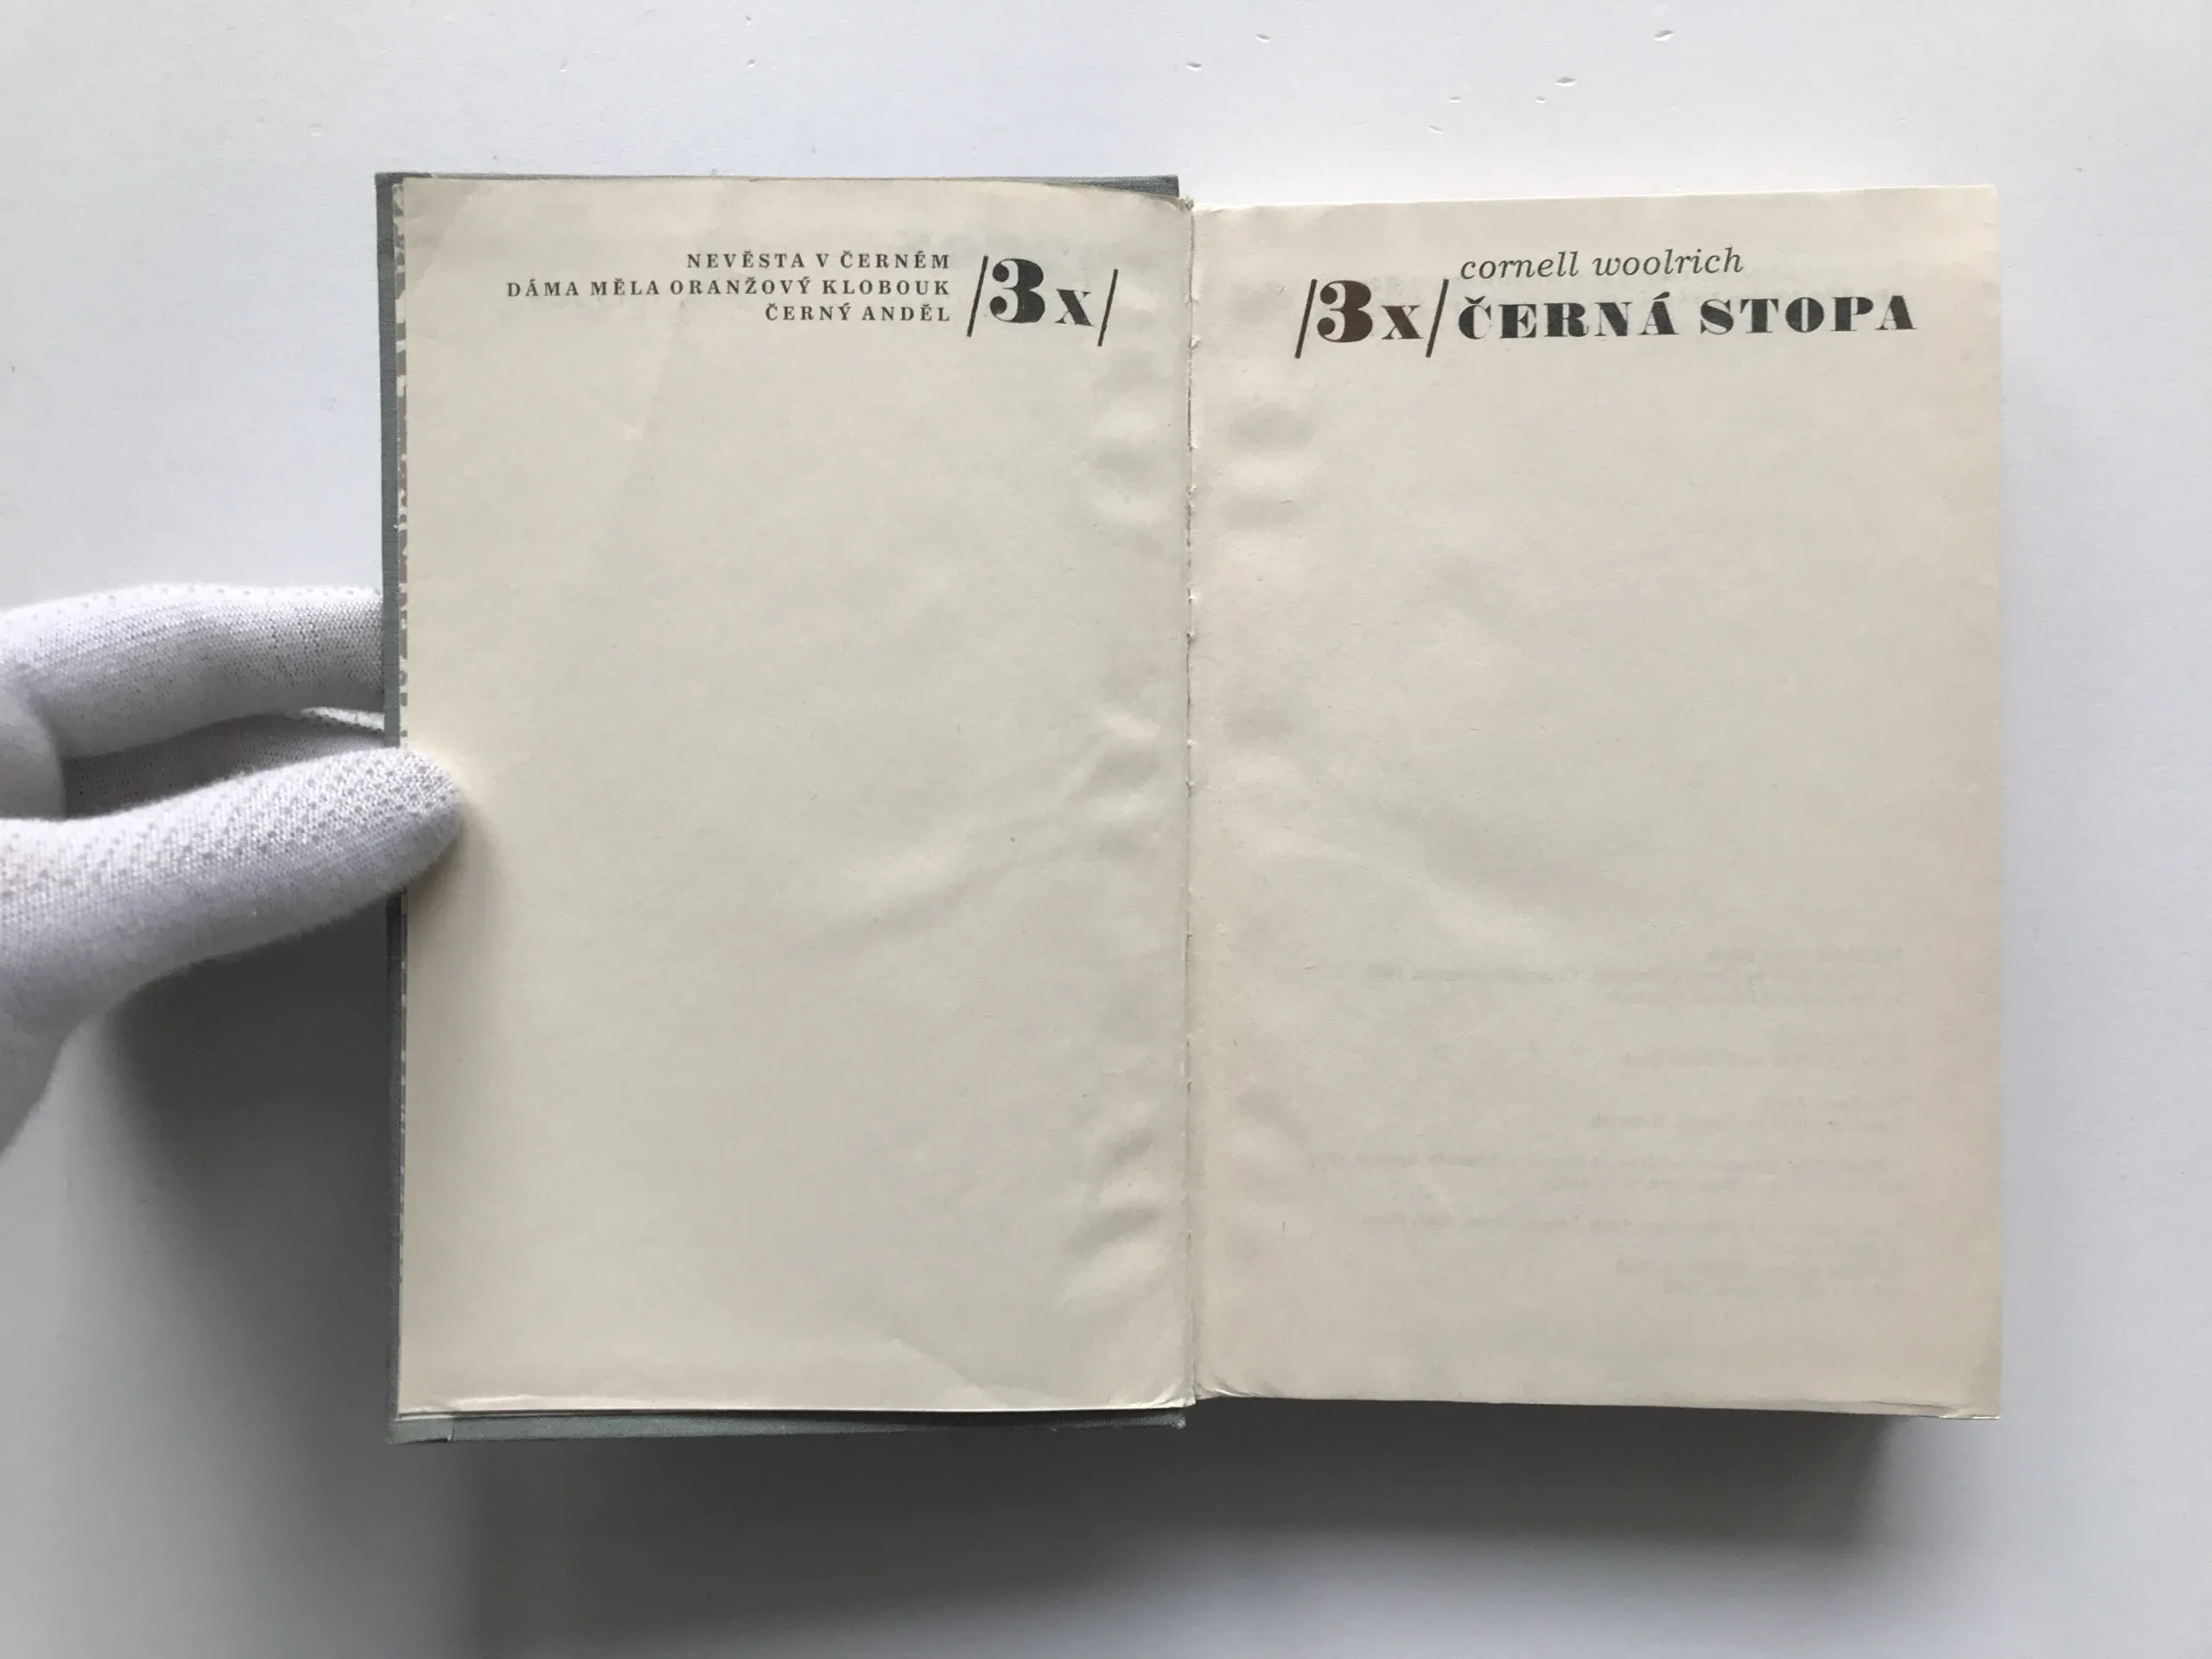 NEVĚSTA V ČERNÉM
DÁMA MĚLA ORANŽOVÝ KLOBOUK
ČERNÝ ANDĚL
/3x/
cornell woolrich
/3x/ ČERNÁ STOPA